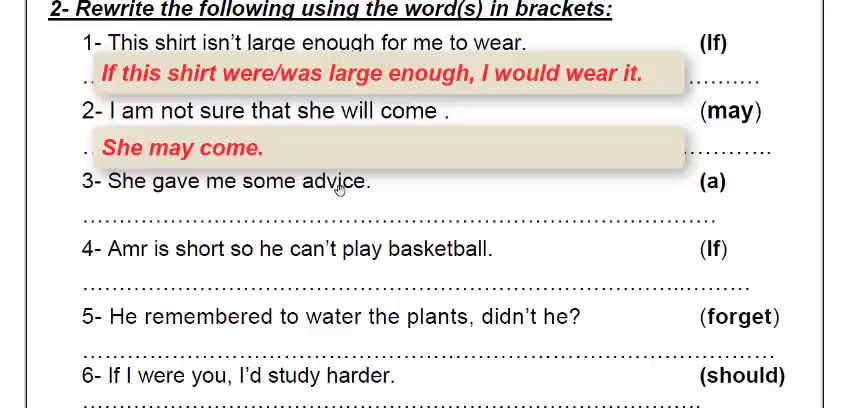 2- Rewrite the following using the word(s) in brackets:
1- This shirt isn't large enough for me to wear. (If)
If this shirt were/was large enough, I would wear it.
2- I am not sure that she will come . (may)
She may come.
3- She gave me some advice. (a)
4- Amr is short so he can't play basketball. (If)
5- He remembered to water the plants, didn't he? (forget)
6- If I were you, I'd study harder. (should)